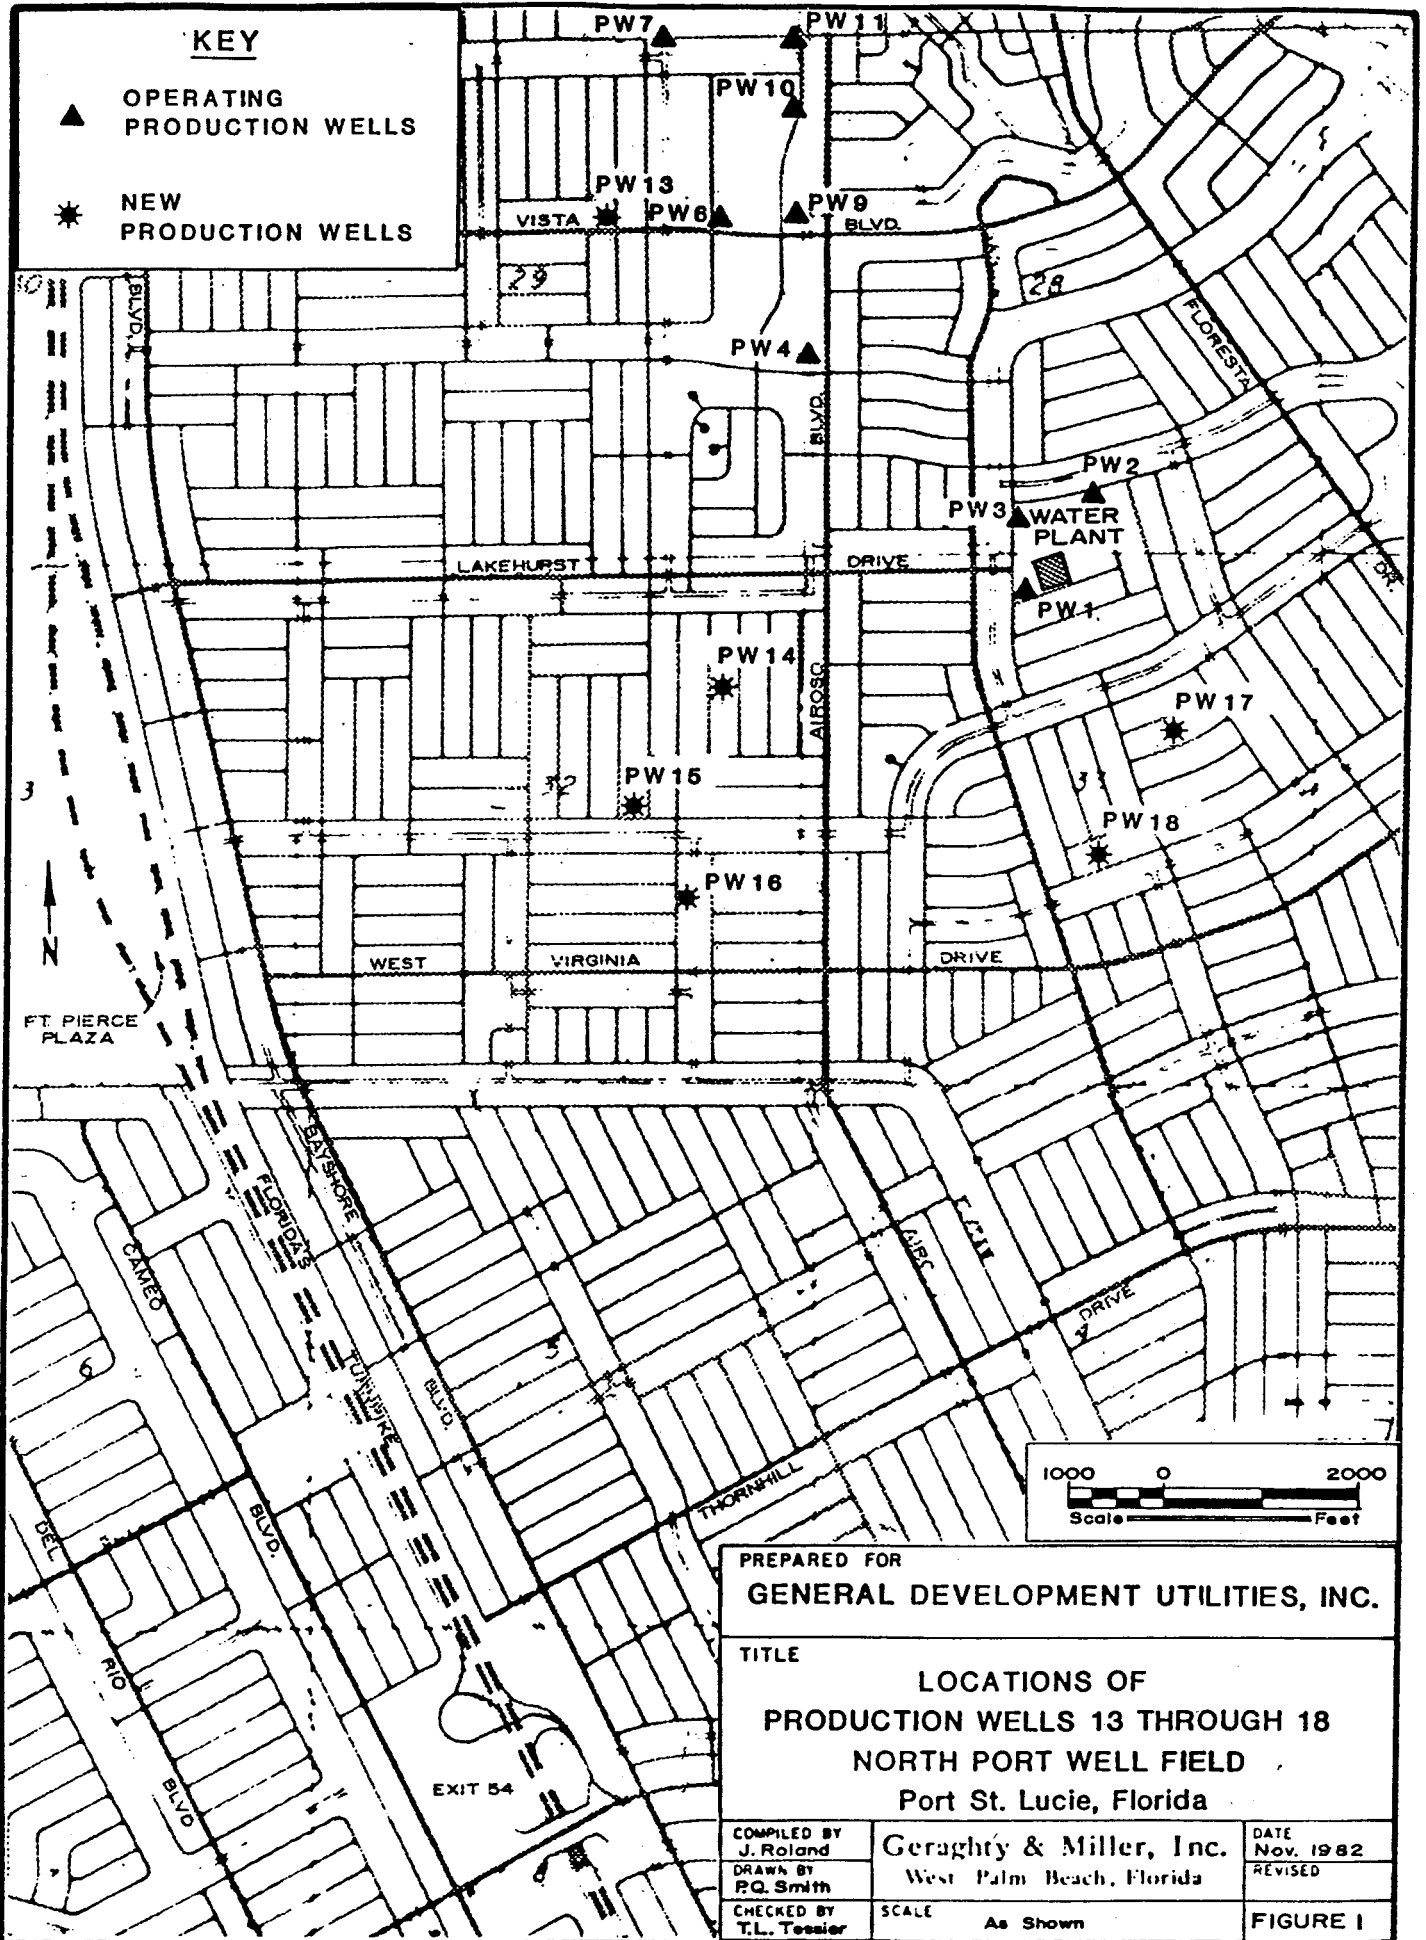 KEY
OPERATING
PRODUCTION WELLS
NEW
PRODUCTION WELLS
PW7
PW11
PW10
PW13
PW6
PW9
VISTA
BLVD.
29
28
BLVD.
FLORESTA
PW4
BLVD.
PW2
PW3
WATER
PLANT
LAKEHURST
DRIVE
DR.
PW1
PW14
AIROSO
PW17
3
32
PW15
33
PW18
PW16
N
WEST
VIRGINIA
DRIVE
FT. PIERCE
PLAZA
BAYSHORE
FLORIDA'S
CAMEO
DRIVE
6
5
TURNPIKE
BLVD.
1000 0 2000
Scale Feet
THORNHILL
DEL
BLVD.
RIO
BLVD
EXIT 54
PREPARED FOR
GENERAL DEVELOPMENT UTILITIES, INC.
TITLE
LOCATIONS OF
PRODUCTION WELLS 13 THROUGH 18
NORTH PORT WELL FIELD
Port St. Lucie, Florida
COMPILED BY
J. Roland
DRAWN BY
P.Q. Smith
CHECKED BY
T.L. Tessier
Geraghty & Miller, Inc.
West Palm Beach, Florida
SCALE
As Shown
DATE
Nov. 1982
REVISED
FIGURE 1